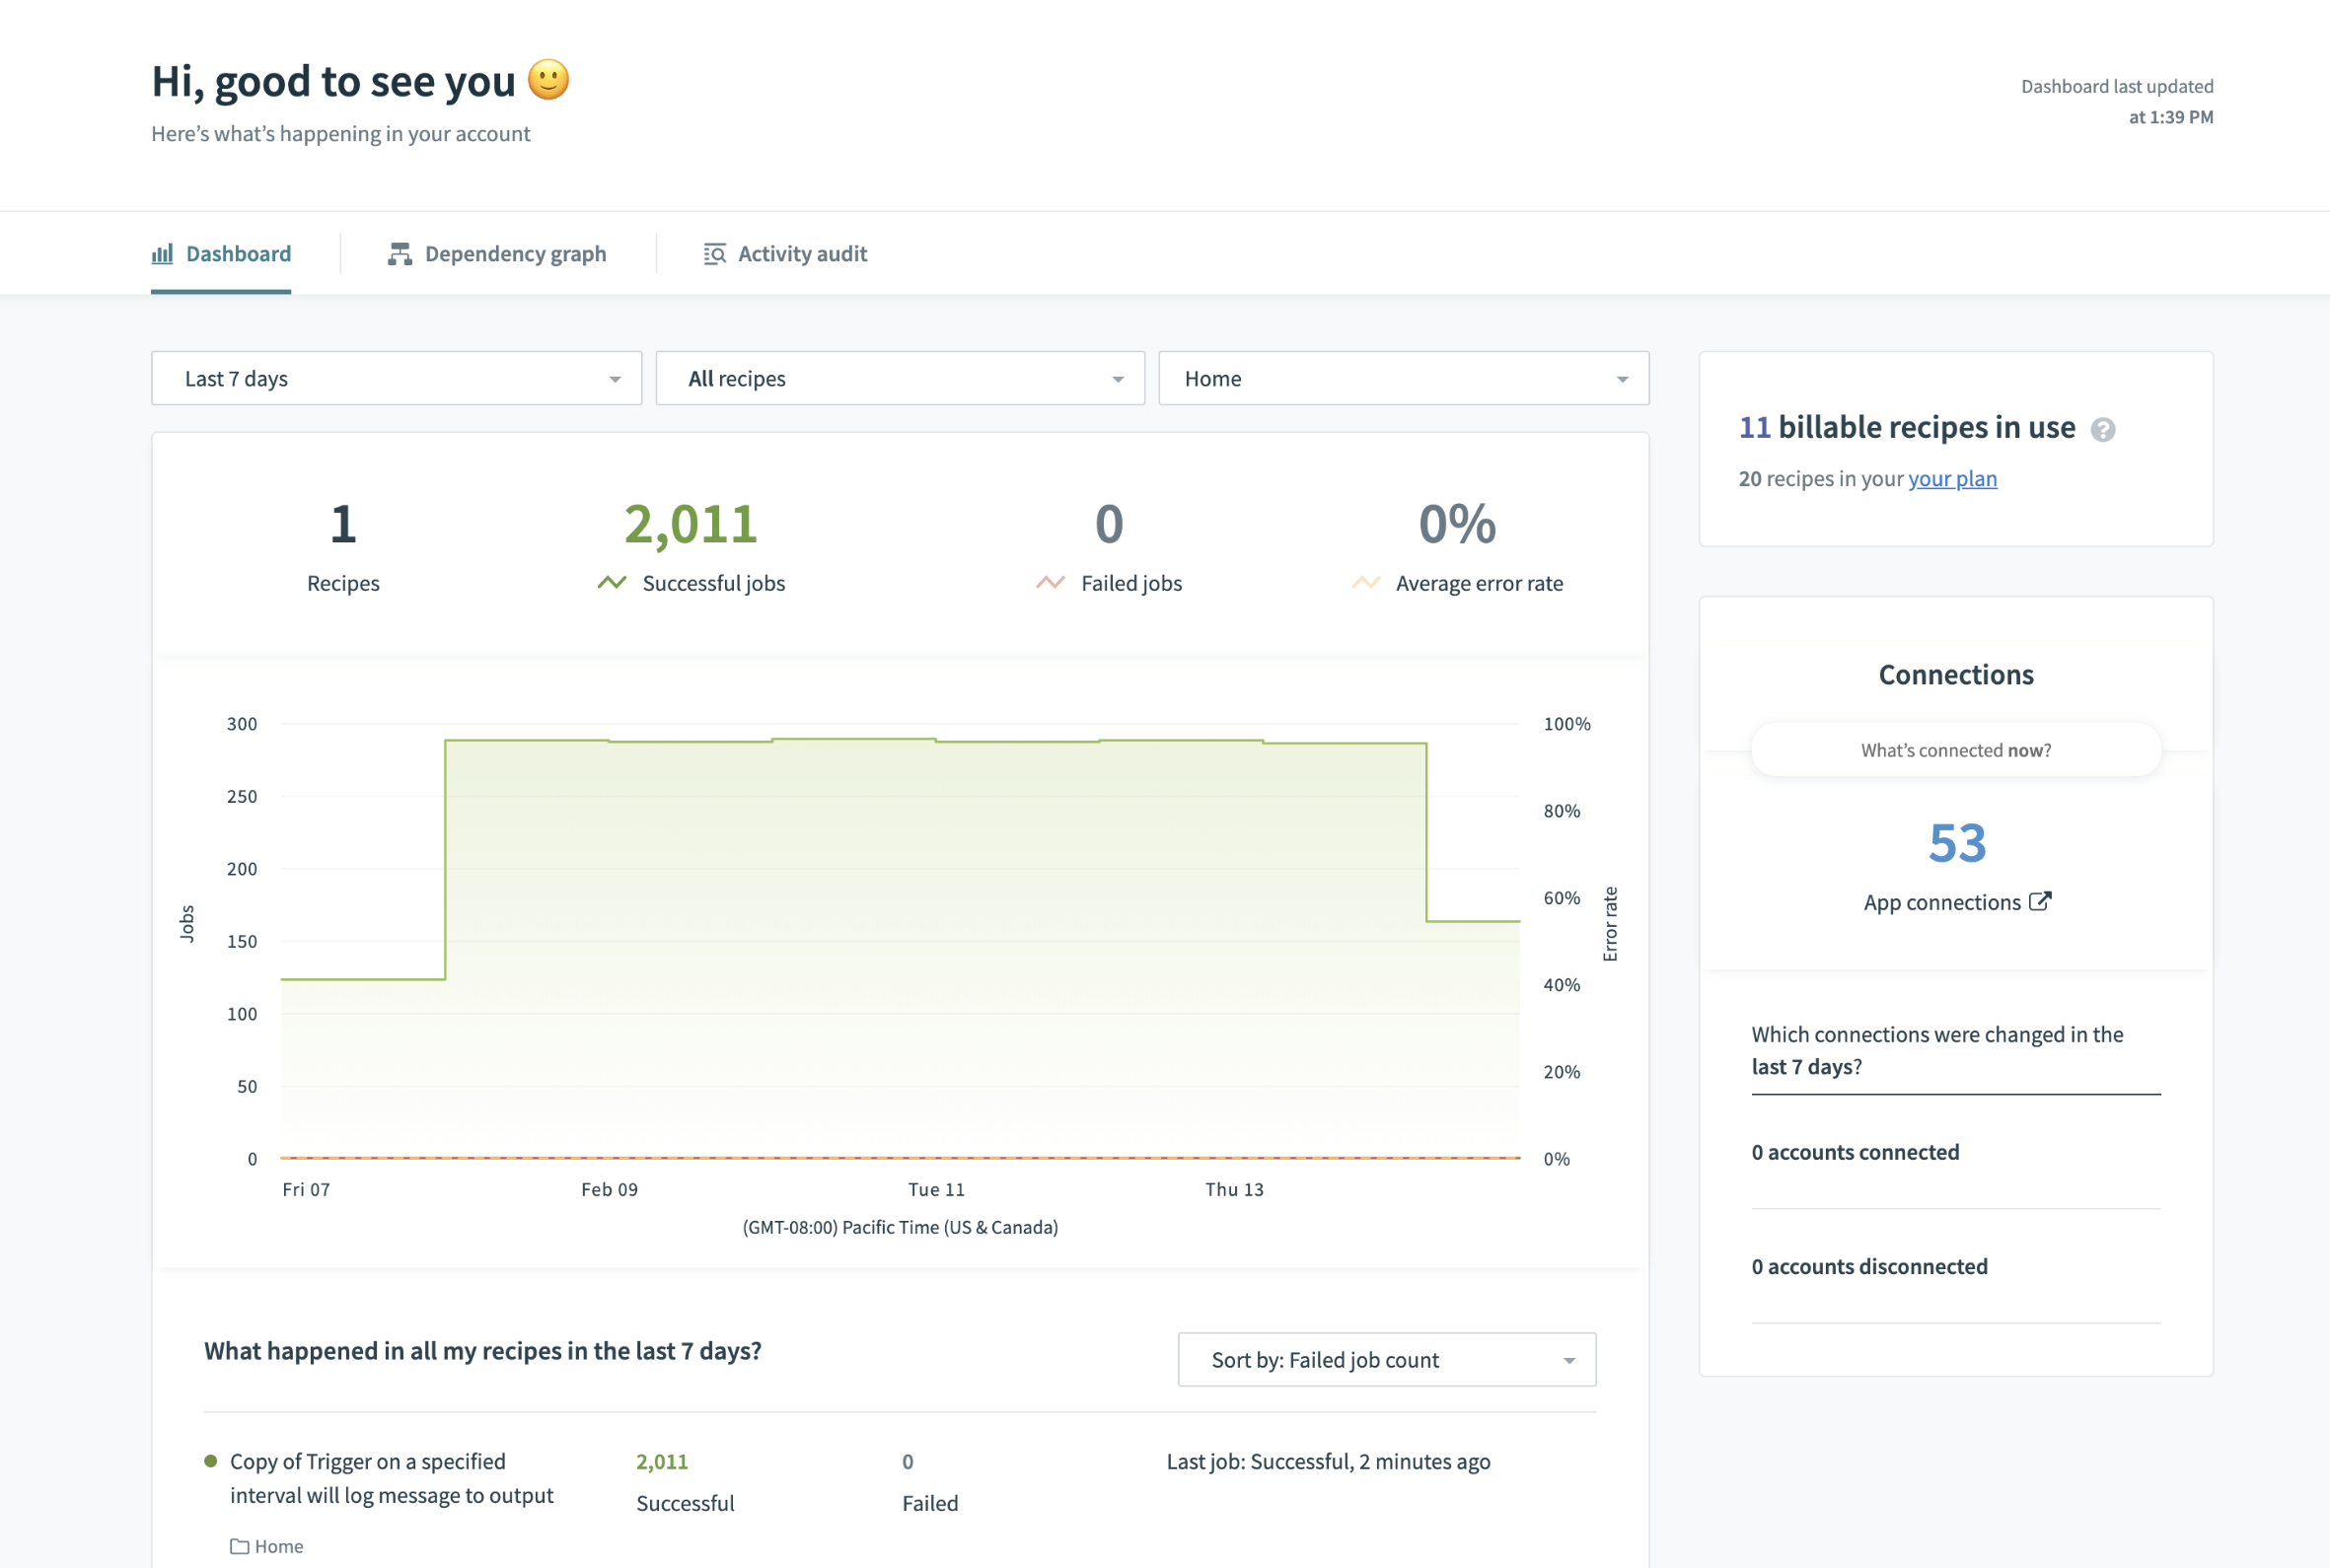 Hi, good to see you 🙂
Here’s what’s happening in your account
Dashboard last updated
at 1:39 PM
Dashboard
Dependency graph
Activity audit
Last 7 days
All recipes
Home
1
Recipes
2,011
Successful jobs
0
Failed jobs
0%
Average error rate
300
250
200
150
100
50
0
Jobs
100%
80%
60%
40%
20%
0%
Error rate
Fri 07
Feb 09
Tue 11
Thu 13
(GMT-08:00) Pacific Time (US & Canada)
What happened in all my recipes in the last 7 days?
Sort by: Failed job count
Copy of Trigger on a specified
interval will log message to output
Home
2,011
Successful
0
Failed
Last job: Successful, 2 minutes ago
11 billable recipes in use ?
20 recipes in your your plan
Connections
What’s connected now?
53
App connections
Which connections were changed in the
last 7 days?
0 accounts connected
0 accounts disconnected